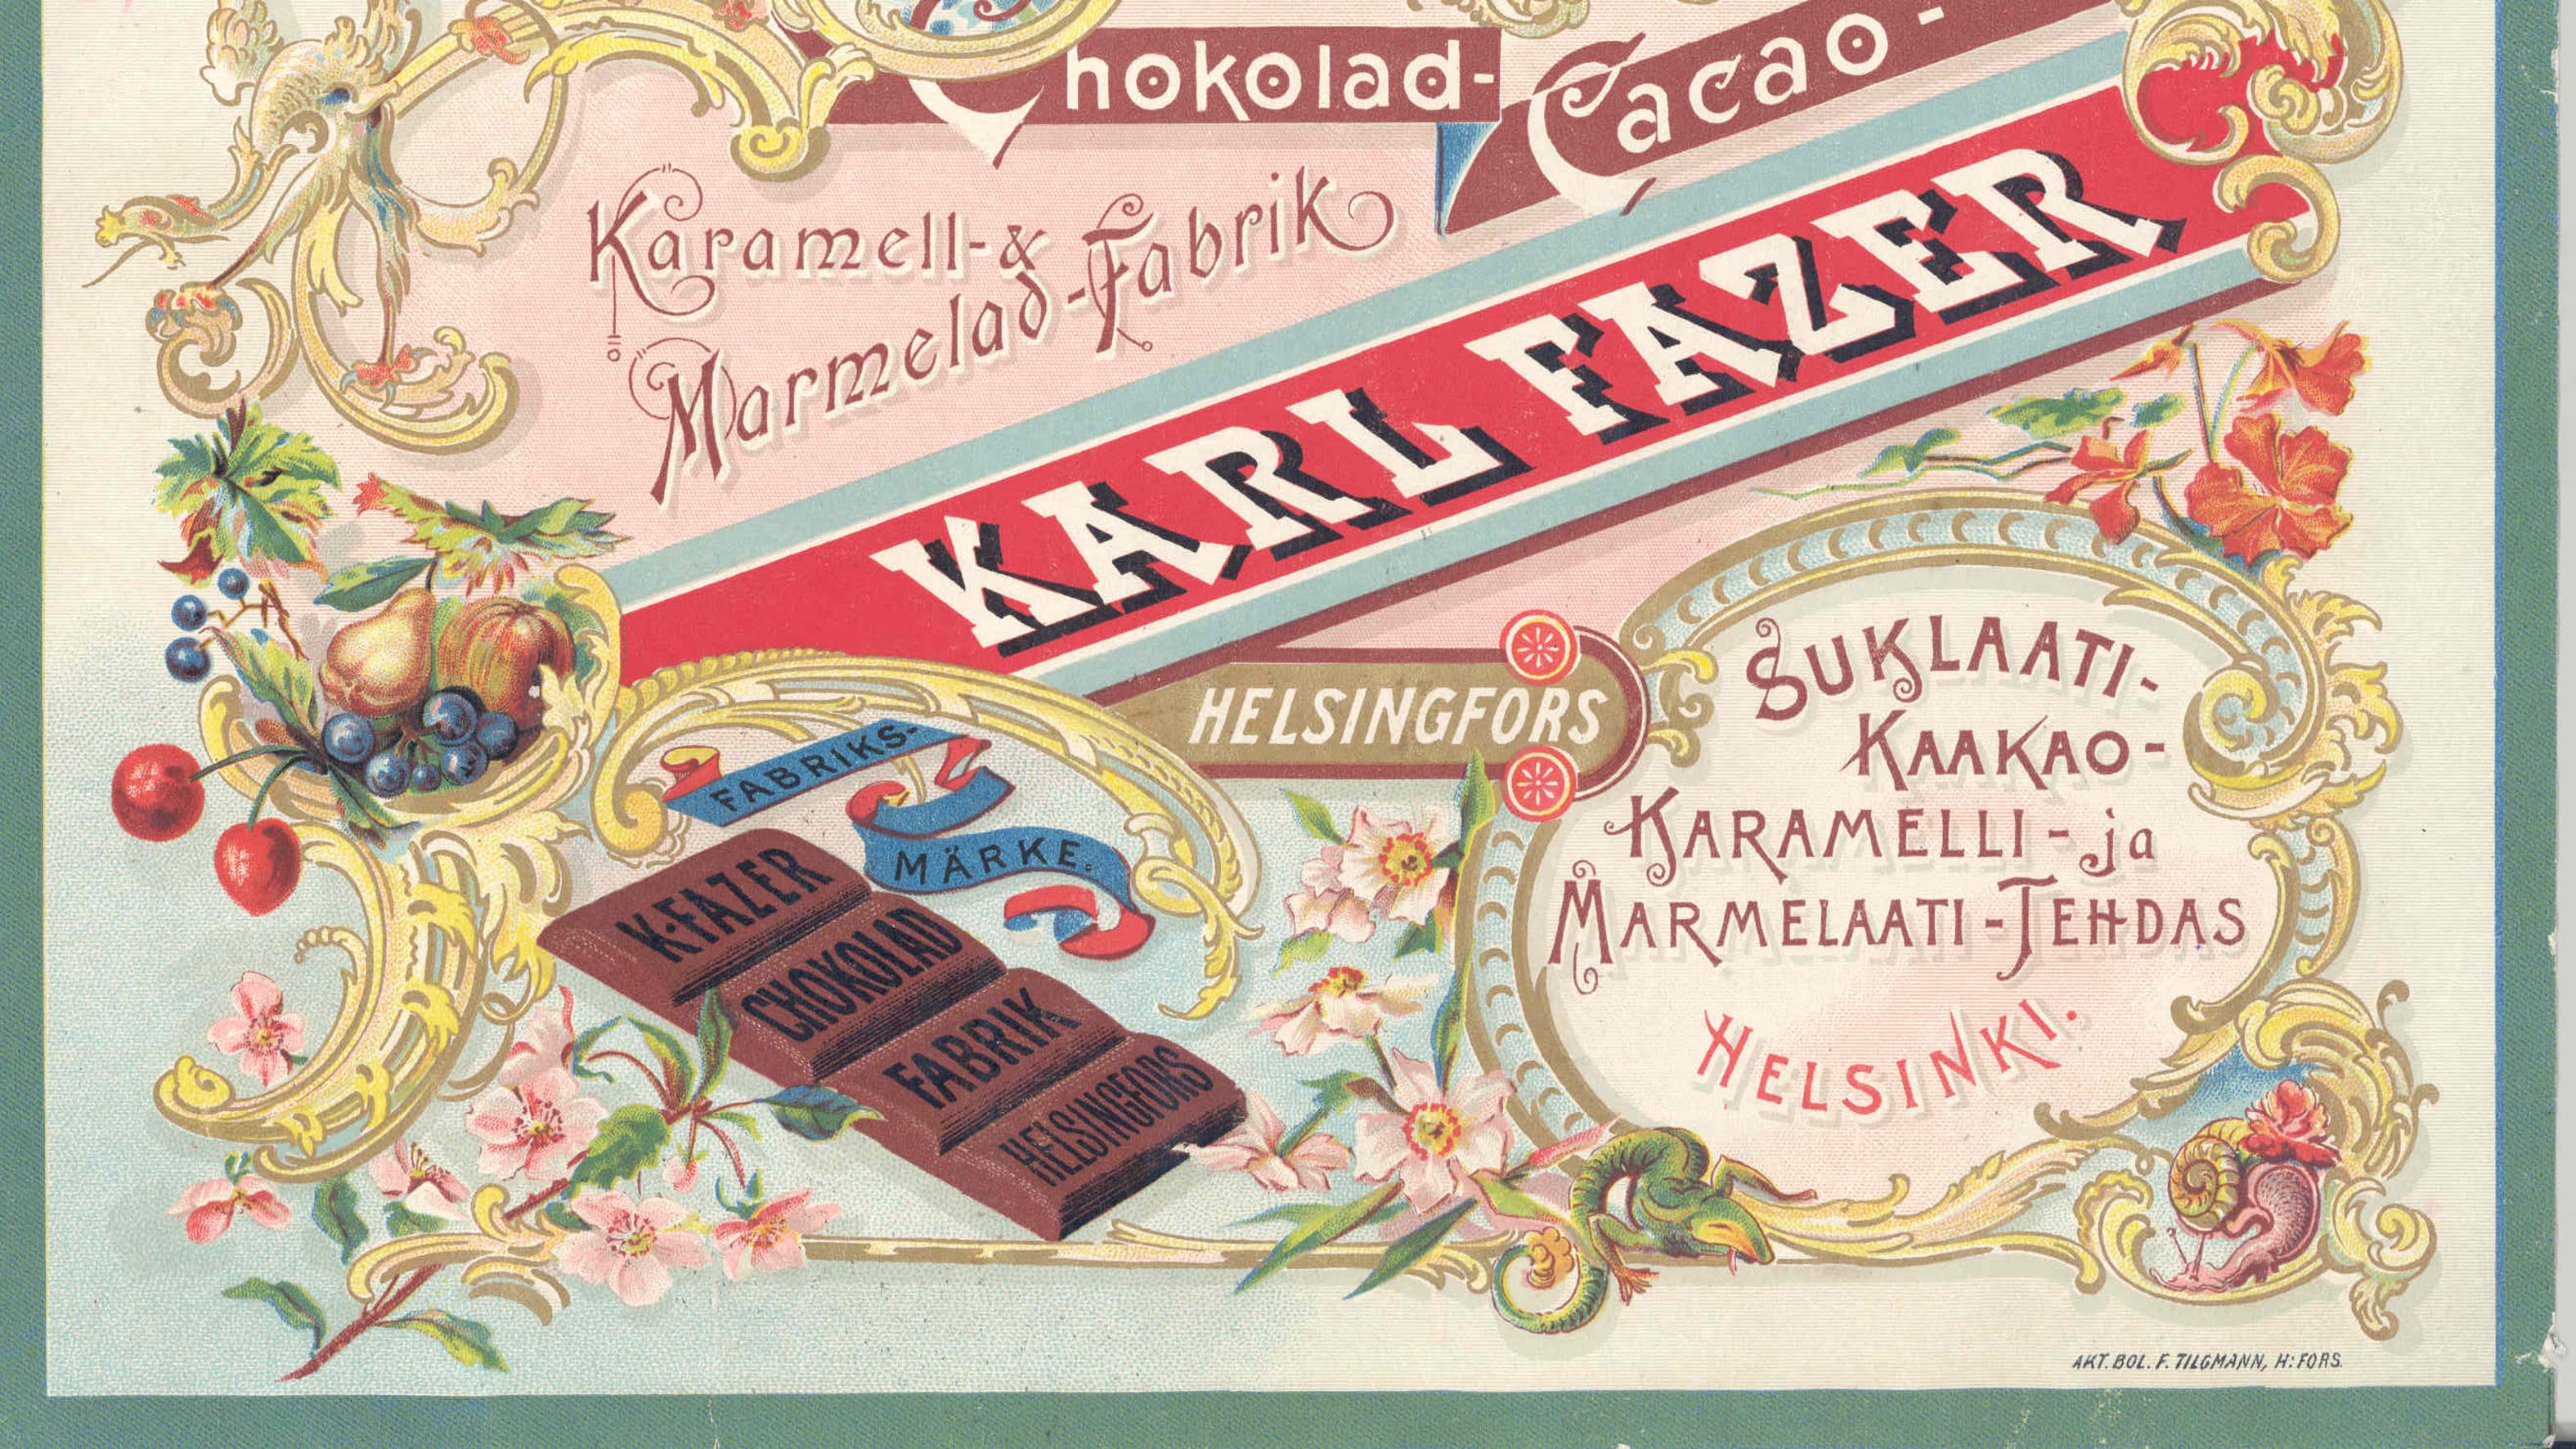 Chokolad-
Cacao-
Karamell-&
Marmelad-Fabrik
KARL FAZER
HELSINGFORS
FABRIKS-
MÄRKE.
K·FAZER
CHOKOLAD
FABRIK
HELSINGFORS
SUKLAATI-
KAAKAO-
KARAMELLI-ja
MARMELAATI-TEHDAS
HELSINKI.
AKT. BOL. F. TILGMANN, H:FORS.